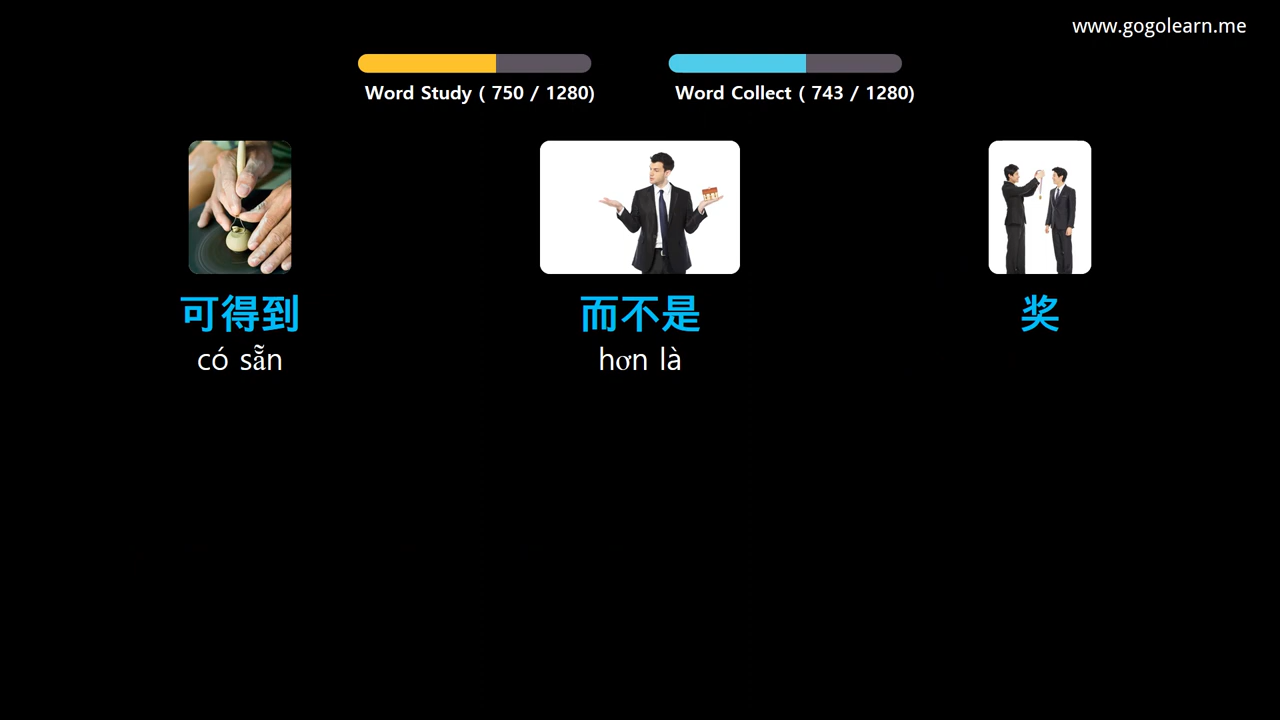 www.gogolearn.me
Word Study ( 750 / 1280)
Word Collect ( 743 / 1280)
可得到
có sẵn
而不是
hơn là
奖